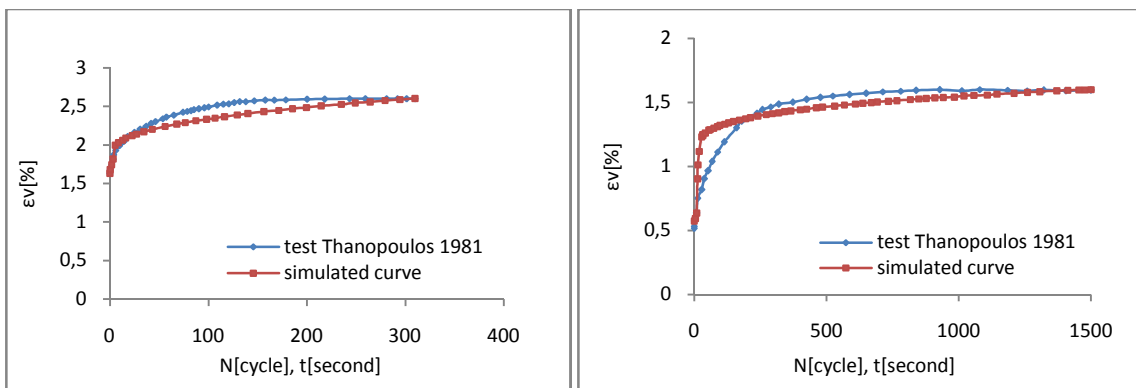 3
2,5
2
1,5
1
0,5
0
εv[%]
test Thanopoulos 1981
simulated curve
0 100 200 300 400
N[cycle], t[second]
2
1,5
1
0,5
0
εv[%]
test Thanopoulos 1981
simulated curve
0 500 1000 1500
N[cycle], t[second]